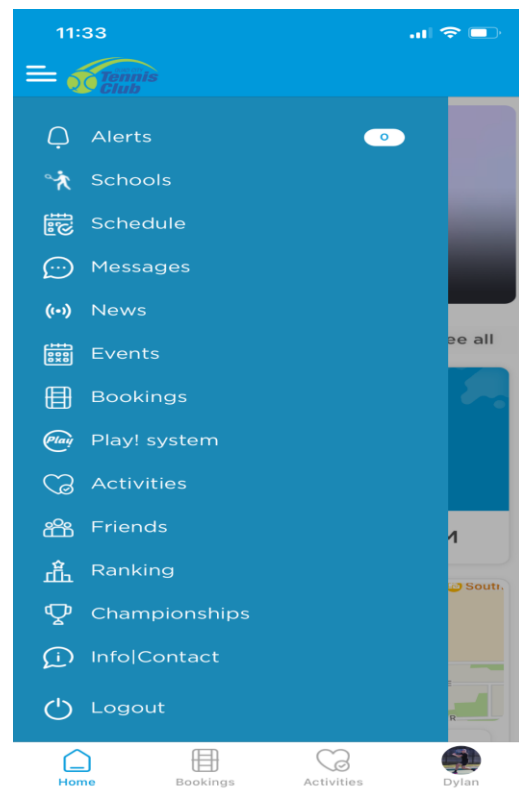 11:33
Tennis
Club
Alerts
0
Schools
Schedule
Messages
News
ee all
Events
Bookings
Play
Play! system
Activities
Friends
M
Ranking
Sout
Championships
Info|Contact
E
Logout
R
Home
Bookings
Activities
Dylan